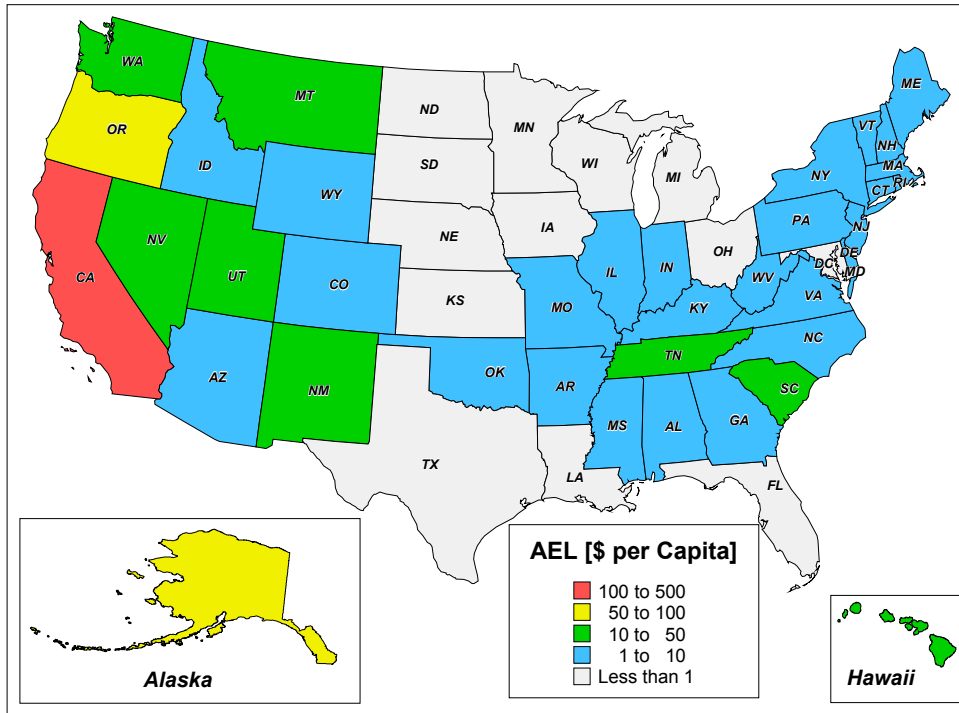 WA
MT
ND
MN
ME
VT
NH
OR
ID
SD
WI
MI
NY
MA
CT
RI
WY
IA
PA
NJ
NE
OH
NV
UT
CO
IL
IN
DE
DC
MD
WV
VA
CA
KS
MO
KY
NC
AZ
NM
OK
AR
TN
SC
MS
AL
GA
TX
LA
FL
AEL [$ per Capita]
100 to 500
50 to 100
10 to 50
1 to 10
Less than 1
Alaska
Hawaii